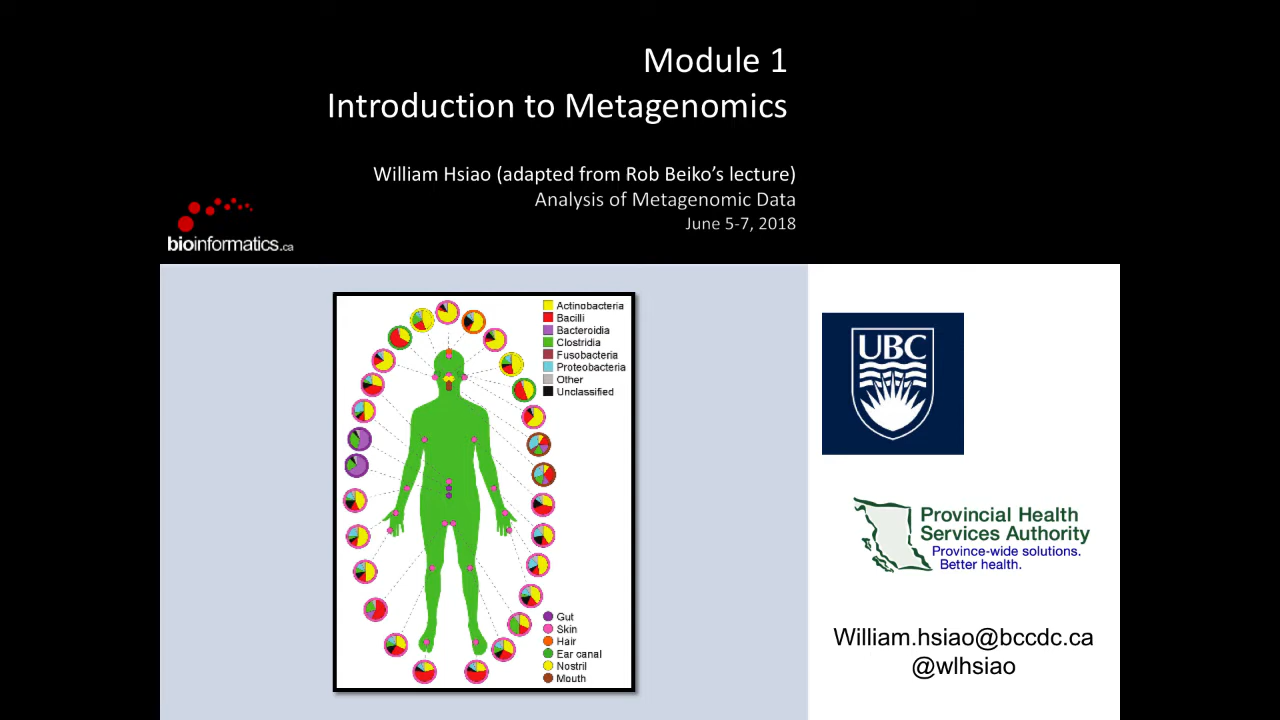 Module 1
Introduction to Metagenomics
William Hsiao (adapted from Rob Beiko’s lecture)
Analysis of Metagenomic Data
June 5-7, 2018
bioinformatics.ca
Actinobacteria
Bacilli
Bacteroidia
Clostridia
Fusobacteria
Proteobacteria
Other
Unclassified
Gut
Skin
Hair
Ear canal
Nostril
Mouth
UBC
Provincial Health
Services Authority
Province-wide solutions.
Better health.
William.hsiao@bccdc.ca
@wlhsiao